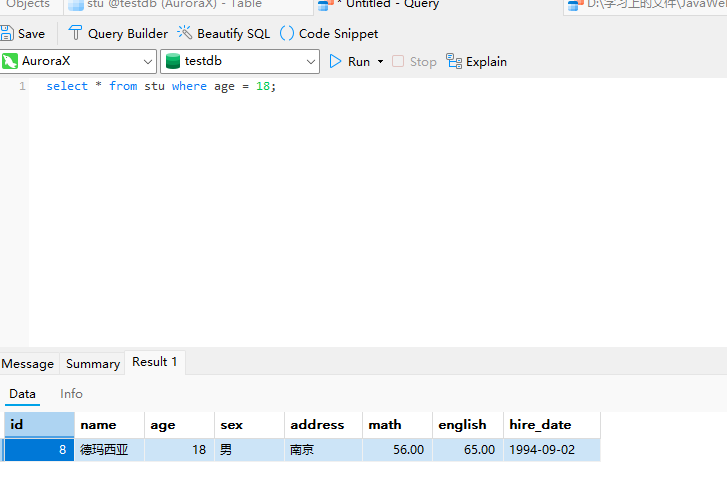 Objects stu @testdb (AuroraX) - Table * Untitled - Query D:\学习上的文件\JavaWeb
Save Query Builder Beautify SQL () Code Snippet
AuroraX testdb Run Stop Explain
1 select * from stu where age = 18;
Message Summary Result 1
Data Info
id name age sex address math english hire_date
8 德玛西亚 18 男 南京 56.00 65.00 1994-09-02